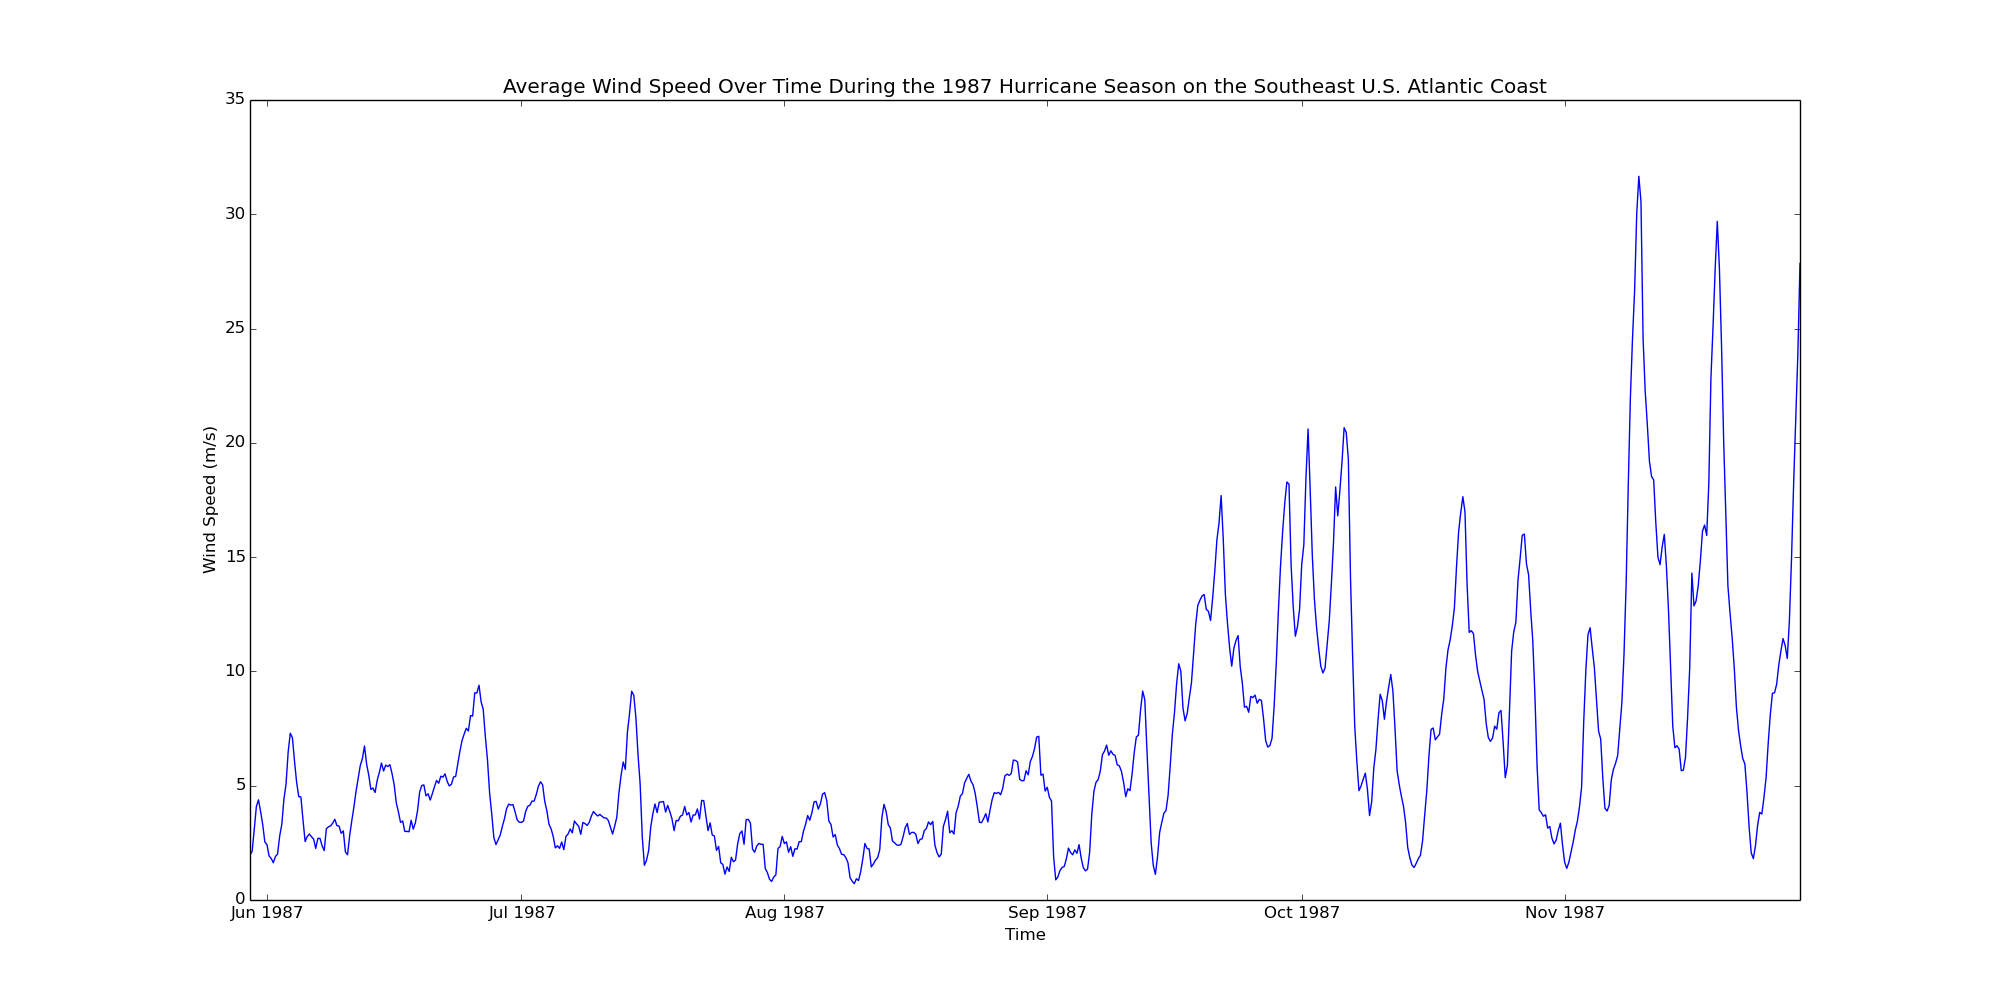 Average Wind Speed Over Time During the 1987 Hurricane Season on the Southeast U.S. Atlantic Coast
35
30
25
20
15
10
5
0
Wind Speed (m/s)
Jun 1987 Jul 1987 Aug 1987 Sep 1987 Oct 1987 Nov 1987
Time